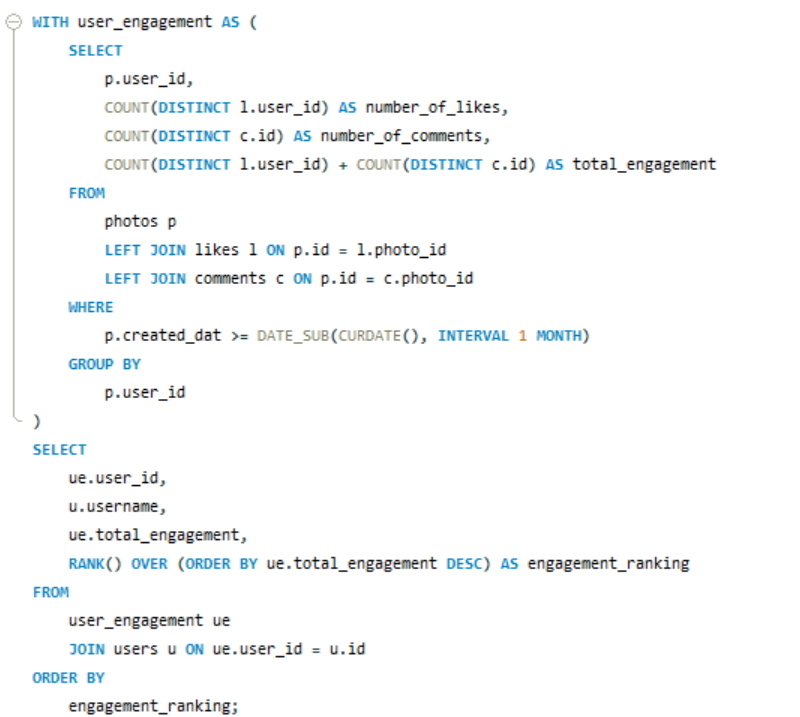 WITH user_engagement AS (
SELECT
p.user_id,
COUNT(DISTINCT l.user_id) AS number_of_likes,
COUNT(DISTINCT c.id) AS number_of_comments,
COUNT(DISTINCT l.user_id) + COUNT(DISTINCT c.id) AS total_engagement
FROM
photos p
LEFT JOIN likes l ON p.id = l.photo_id
LEFT JOIN comments c ON p.id = c.photo_id
WHERE
p.created_dat >= DATE_SUB(CURDATE(), INTERVAL 1 MONTH)
GROUP BY
p.user_id
)
SELECT
ue.user_id,
u.username,
ue.total_engagement,
RANK() OVER (ORDER BY ue.total_engagement DESC) AS engagement_ranking
FROM
user_engagement ue
JOIN users u ON ue.user_id = u.id
ORDER BY
engagement_ranking;